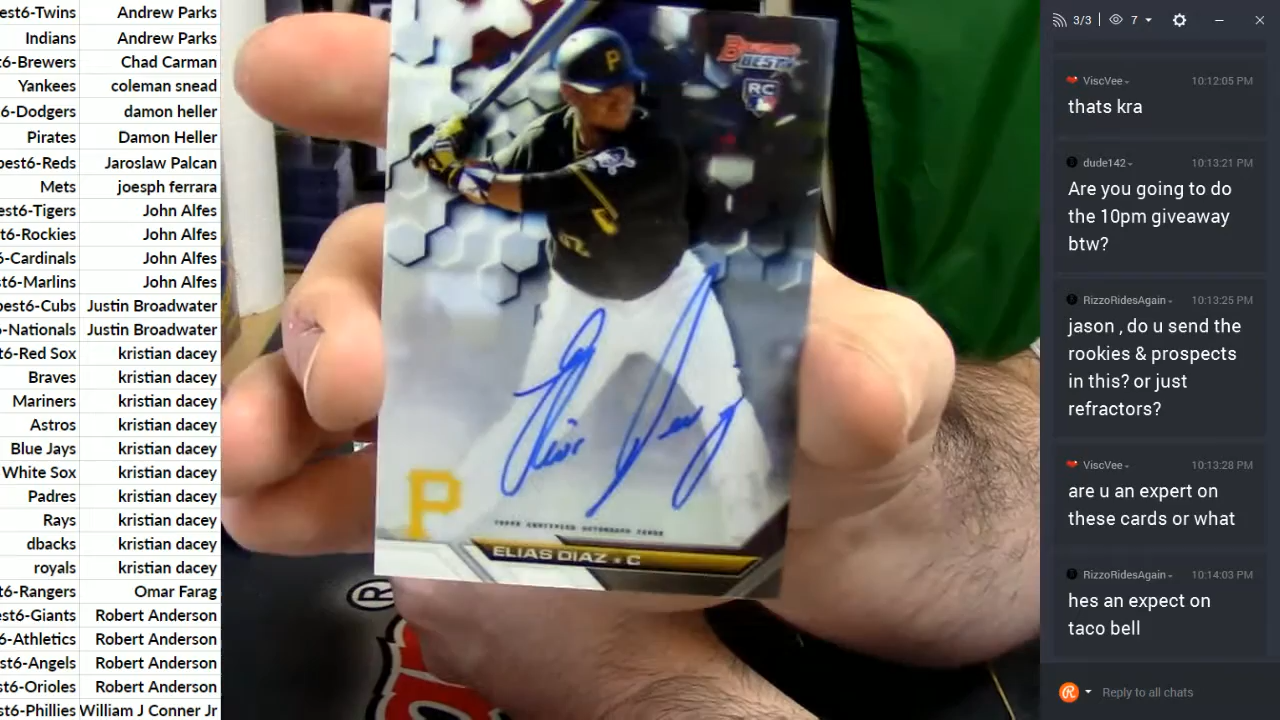 est6-Twins Andrew Parks
Indians Andrew Parks
6-Brewers Chad Carman
Yankees coleman snead
6-Dodgers damon heller
Pirates Damon Heller
best6-Reds Jaroslaw Palcan
Mets joesph ferrara
est6-Tigers John Alfes
t6-Rockies John Alfes
-Cardinals John Alfes
st6-Marlins John Alfes
best6-Cubs Justin Broadwater
-Nationals Justin Broadwater
t6-Red Sox kristian dacey
Braves kristian dacey
Mariners kristian dacey
Astros kristian dacey
Blue Jays kristian dacey
White Sox kristian dacey
Padres kristian dacey
Rays kristian dacey
dbacks kristian dacey
royals kristian dacey
6-Rangers Omar Farag
est6-Giants Robert Anderson
6-Athletics Robert Anderson
est6-Angels Robert Anderson
st6-Orioles Robert Anderson
st6-Phillies William J Conner Jr
P
Bowman's
BEST
RC
P
TOPPS CERTIFIED AUTOGRAPH ISSUE
ELIAS DIAZ • C
®
3/3 7
ViscVee 10:12:05 PM
thats kra
dude142 10:13:21 PM
Are you going to do
the 10pm giveaway
btw?
RizzoRidesAgain 10:13:25 PM
jason , do u send the
rookies & prospects
in this? or just
refractors?
ViscVee 10:13:28 PM
are u an expert on
these cards or what
RizzoRidesAgain 10:14:03 PM
hes an expect on
taco bell
Reply to all chats